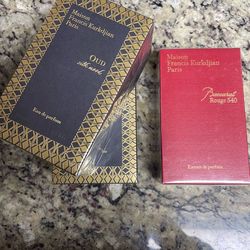 Maison
Francis Kurkdjian
Paris
OUD
silk mood
Eau de parfum
Maison
Francis Kurkdjian
Paris
Baccarat
Rouge 540
Extrait de parfum